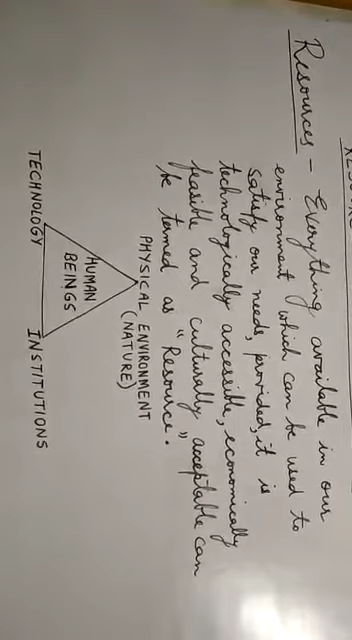 Resources - Everything available in our
environment which can be used to
satisfy our needs, provided, it is
technologically accessible, economically
feasible and culturally acceptable can
be termed as "Resource".
PHYSICAL ENVIRONMENT
(NATURE)
HUMAN
BEINGS
TECHNOLOGY
INSTITUTIONS